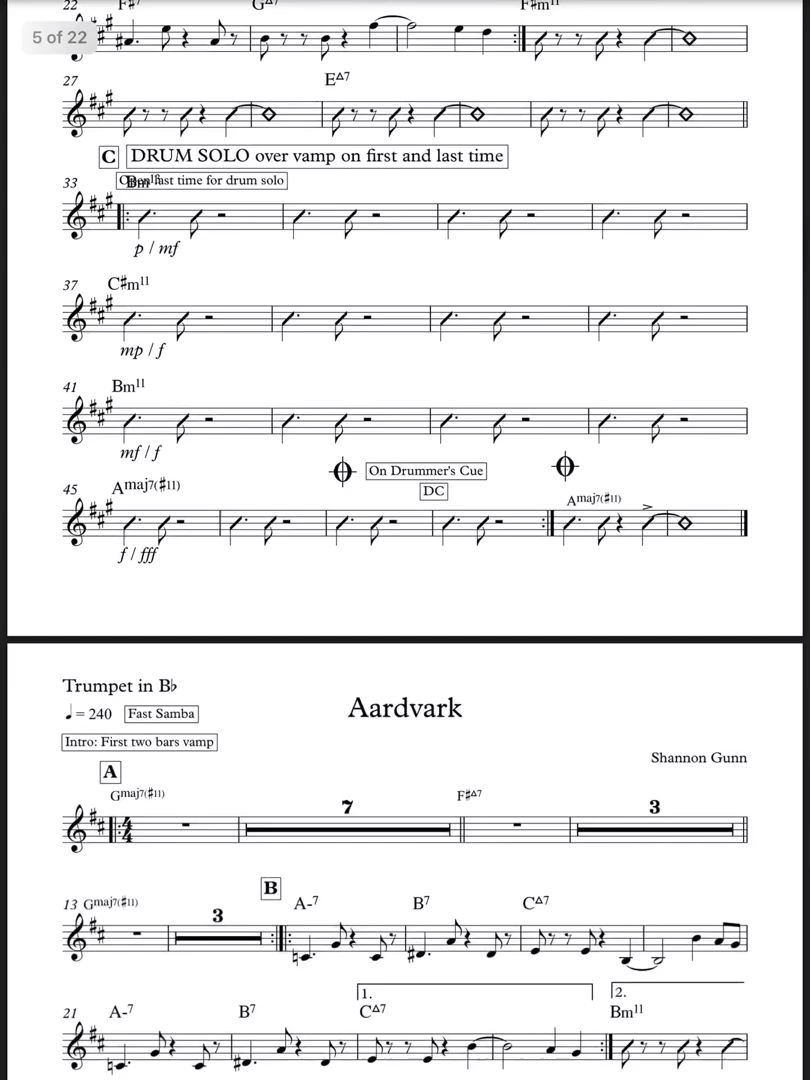 22 F♯7 G△7 F♯m11
5 of 22
27 E△7
C DRUM SOLO over vamp on first and last time
Open last time for drum solo
33 Bm11
p / mf
37 C♯m11
mp / f
41 Bm11
mf / f
On Drummer's Cue
DC
45 Amaj7(♯11) Amaj7(♯11)
f / fff
Trumpet in B♭
Aardvark
♩ = 240 Fast Samba
Intro: First two bars vamp
Shannon Gunn
A
Gmaj7(♯11) F♯△7
7 3
B
13 Gmaj7(♯11) A-7 B7 C△7
3
1. 2.
21 A-7 B7 C△7 Bm11